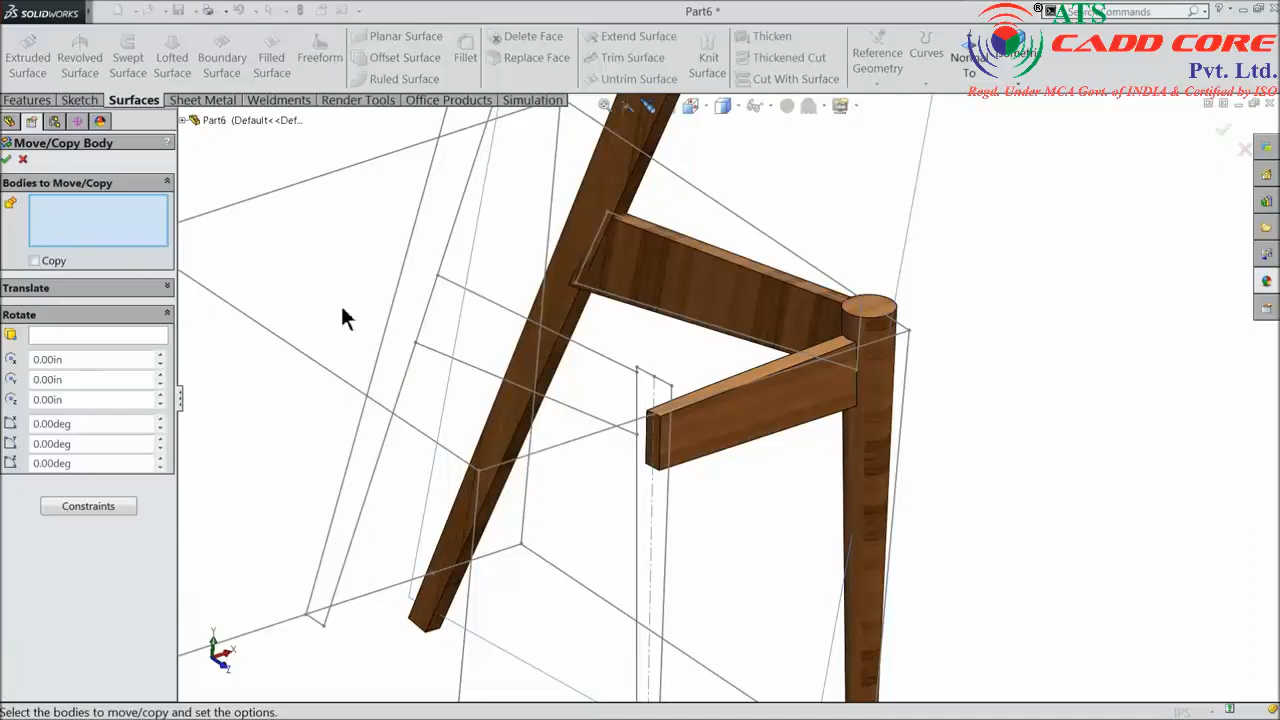 SOLIDWORKS
Part6 *
Commands
ATS
CADD CORE
Pvt. Ltd.
Regd. Under MCA Govt. of INDIA & Certified by ISO
®
Extruded Surface
Revolved Surface
Swept Surface
Lofted Surface
Boundary Surface
Filled Surface
Freeform
Planar Surface
Offset Surface
Ruled Surface
Fillet
Delete Face
Replace Face
Extend Surface
Trim Surface
Untrim Surface
Knit Surface
Thicken
Thickened Cut
Cut With Surface
Reference Geometry
Curves
Normal To
Isometric
Features
Sketch
Surfaces
Sheet Metal
Weldments
Render Tools
Office Products
Simulation
Part6 (Default<<Def...
Move/Copy Body
?
Bodies to Move/Copy
Copy
Translate
Rotate
0.00in
0.00in
0.00in
0.00deg
0.00deg
0.00deg
Constraints
Y
X
Z
Select the bodies to move/copy and set the options.
IPS